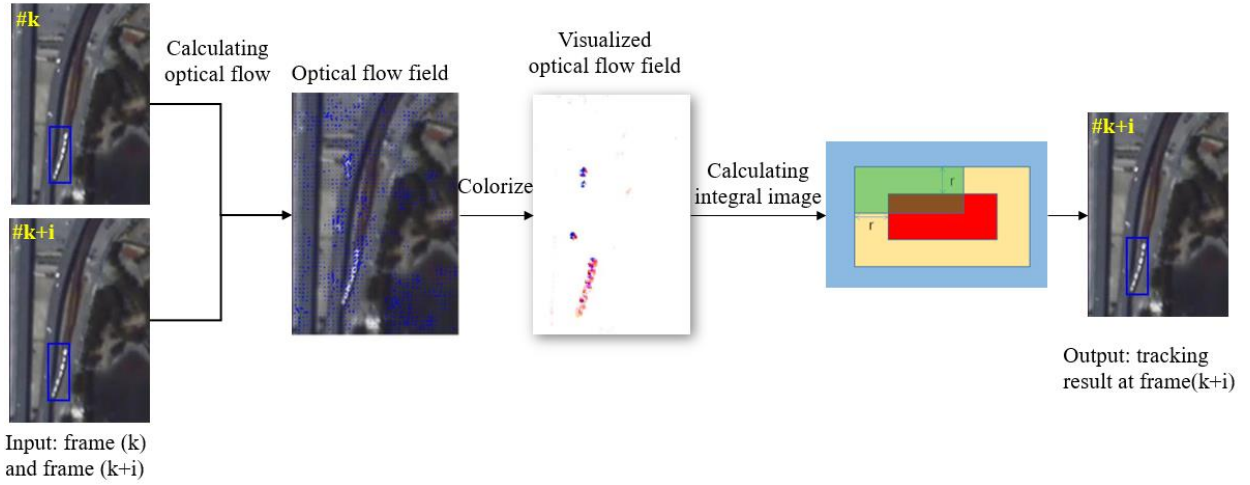 #k
Calculating
optical flow
Optical flow field
Visualized
optical flow field
#k+i
Colorize
Calculating
integral image
r
r
#k+i
Input: frame (k)
and frame (k+i)
Output: tracking
result at frame(k+i)